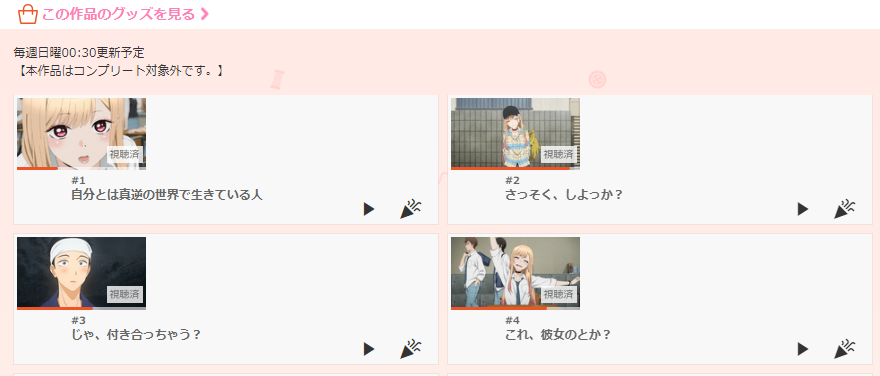 この作品のグッズを見る
毎週日曜00:30更新予定
【本作品はコンプリート対象外です。】
視聴済
#1
自分とは真逆の世界で生きている人
視聴済
#2
さっそく、しよっか？
視聴済
#3
じゃ、付き合っちゃう？
視聴済
#4
これ、彼女のとか？